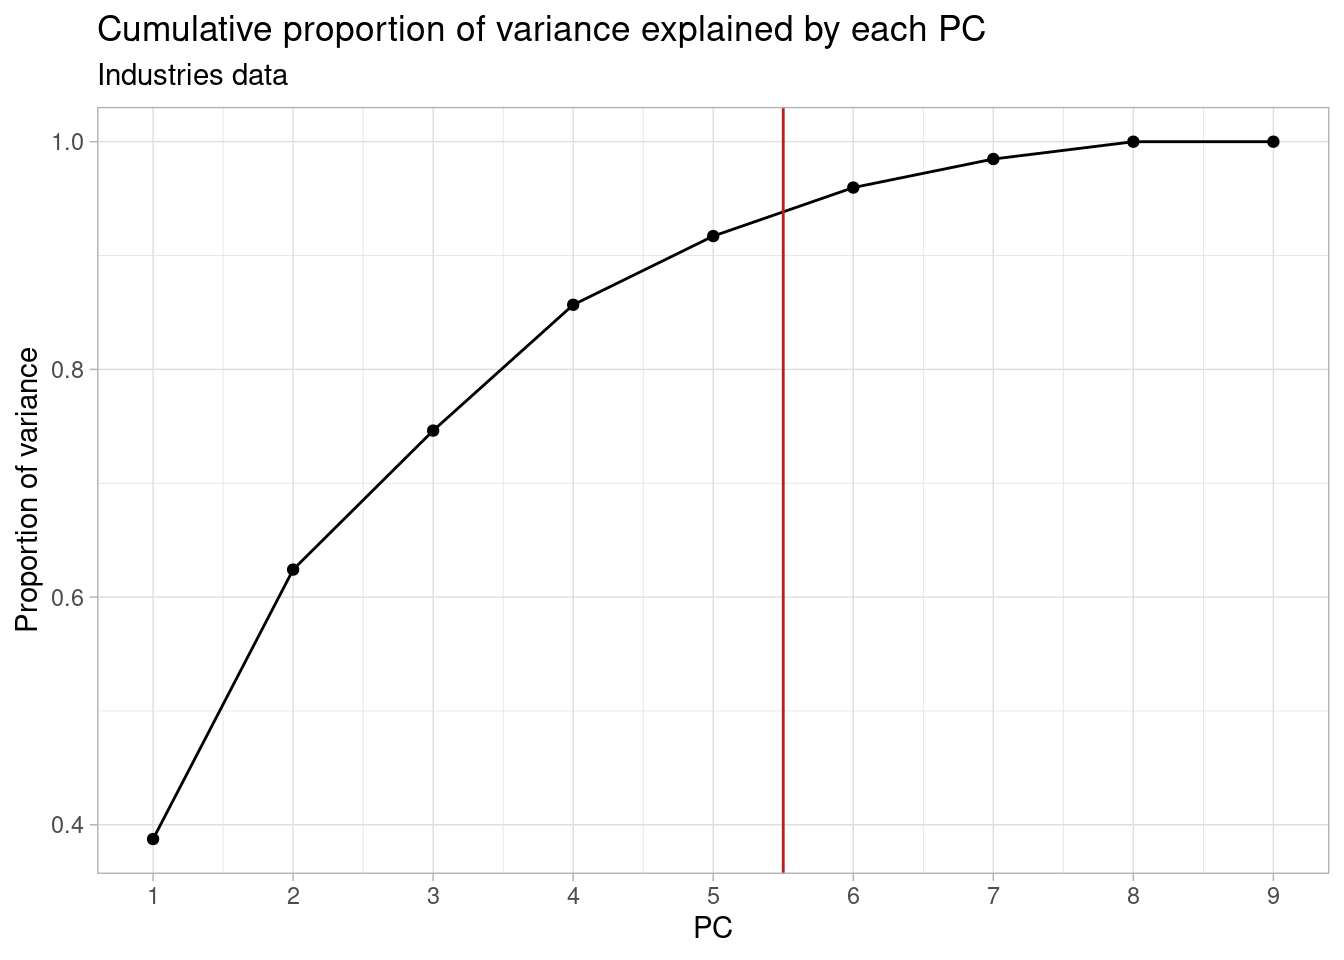 Cumulative proportion of variance explained by each PC
Industries data
Proportion of variance
1.0
0.8
0.6
0.4
1 2 3 4 5 6 7 8 9
PC